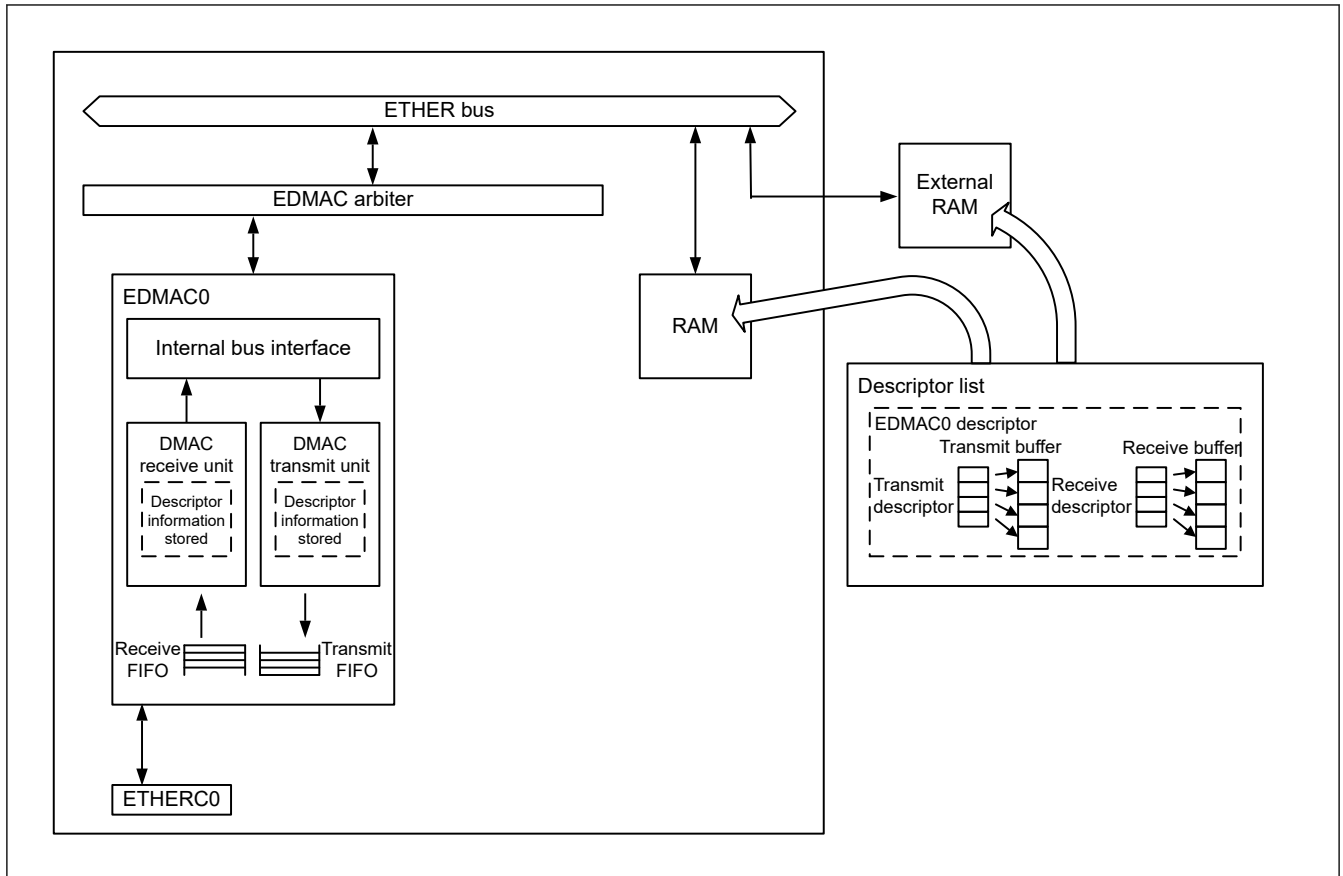 ETHER bus
EDMAC arbiter
External
RAM
EDMAC0
Internal bus interface
RAM
DMAC
receive unit
Descriptor
information
stored
DMAC
transmit unit
Descriptor
information
stored
Receive
FIFO
Transmit
FIFO
ETHERC0
Descriptor list
EDMAC0 descriptor
Transmit buffer
Receive buffer
Transmit
descriptor
Receive
descriptor